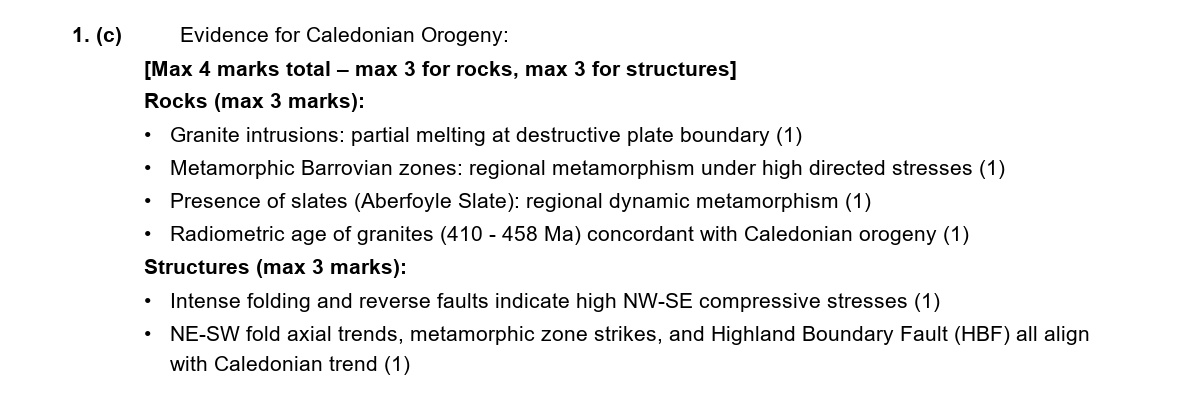 1. (c) Evidence for Caledonian Orogeny:
[Max 4 marks total – max 3 for rocks, max 3 for structures]
Rocks (max 3 marks):
• Granite intrusions: partial melting at destructive plate boundary (1)
• Metamorphic Barrovian zones: regional metamorphism under high directed stresses (1)
• Presence of slates (Aberfoyle Slate): regional dynamic metamorphism (1)
• Radiometric age of granites (410 - 458 Ma) concordant with Caledonian orogeny (1)
Structures (max 3 marks):
• Intense folding and reverse faults indicate high NW-SE compressive stresses (1)
• NE-SW fold axial trends, metamorphic zone strikes, and Highland Boundary Fault (HBF) all align
with Caledonian trend (1)